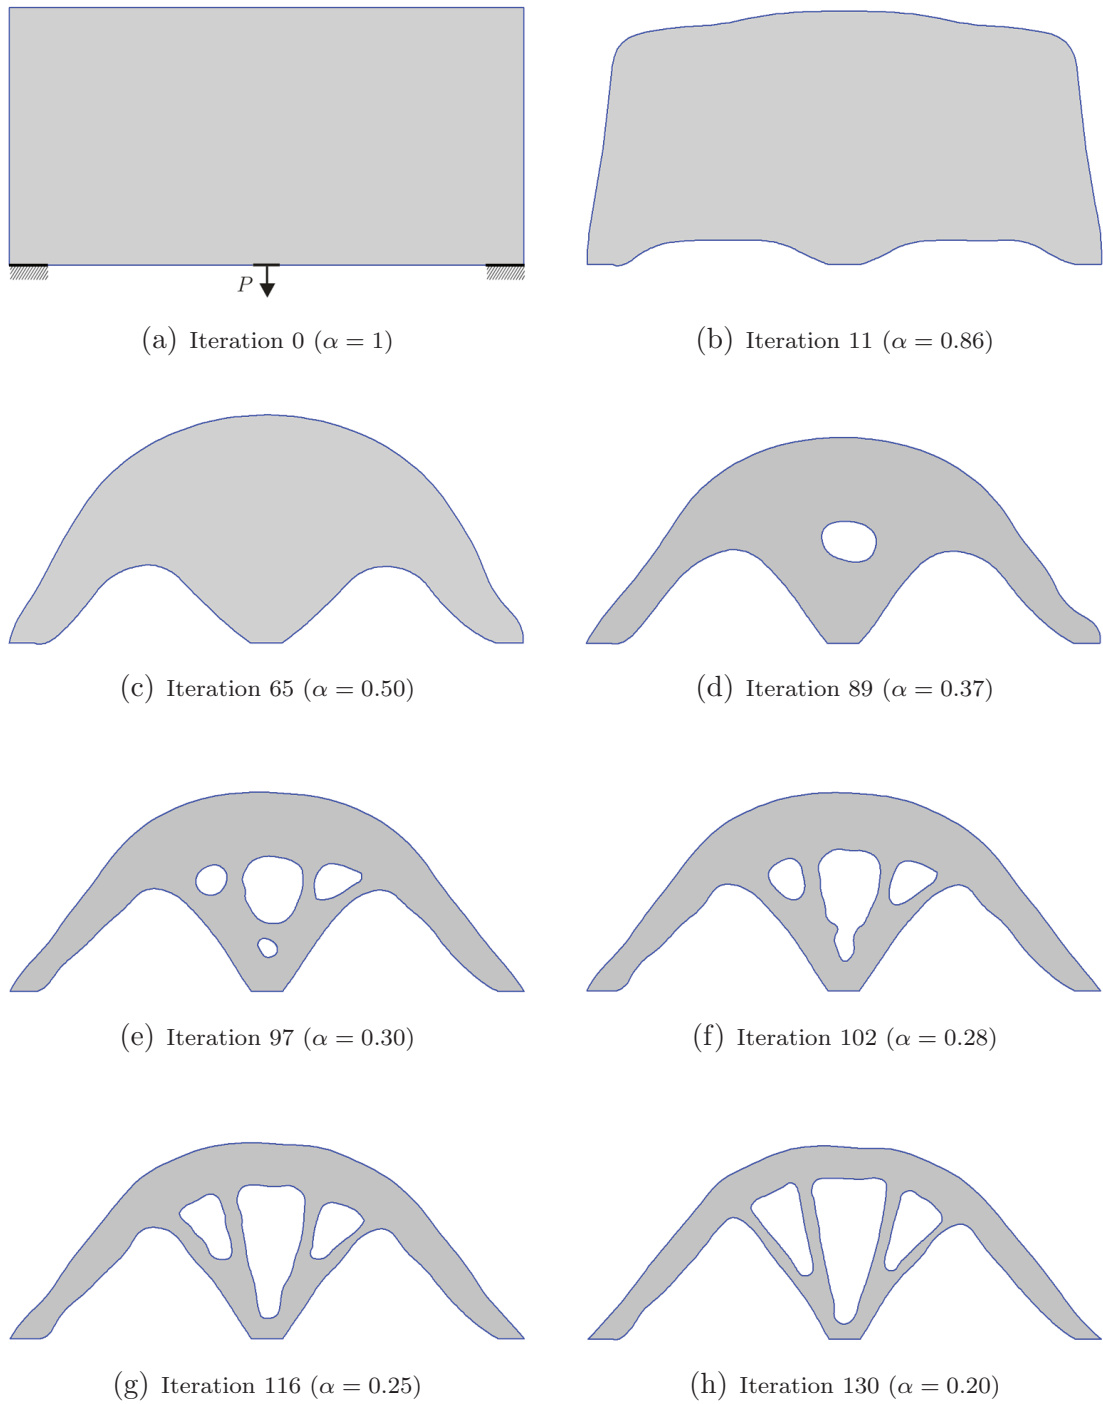 P
(a) Iteration 0 (α = 1)
(b) Iteration 11 (α = 0.86)
(c) Iteration 65 (α = 0.50)
(d) Iteration 89 (α = 0.37)
(e) Iteration 97 (α = 0.30)
(f) Iteration 102 (α = 0.28)
(g) Iteration 116 (α = 0.25)
(h) Iteration 130 (α = 0.20)